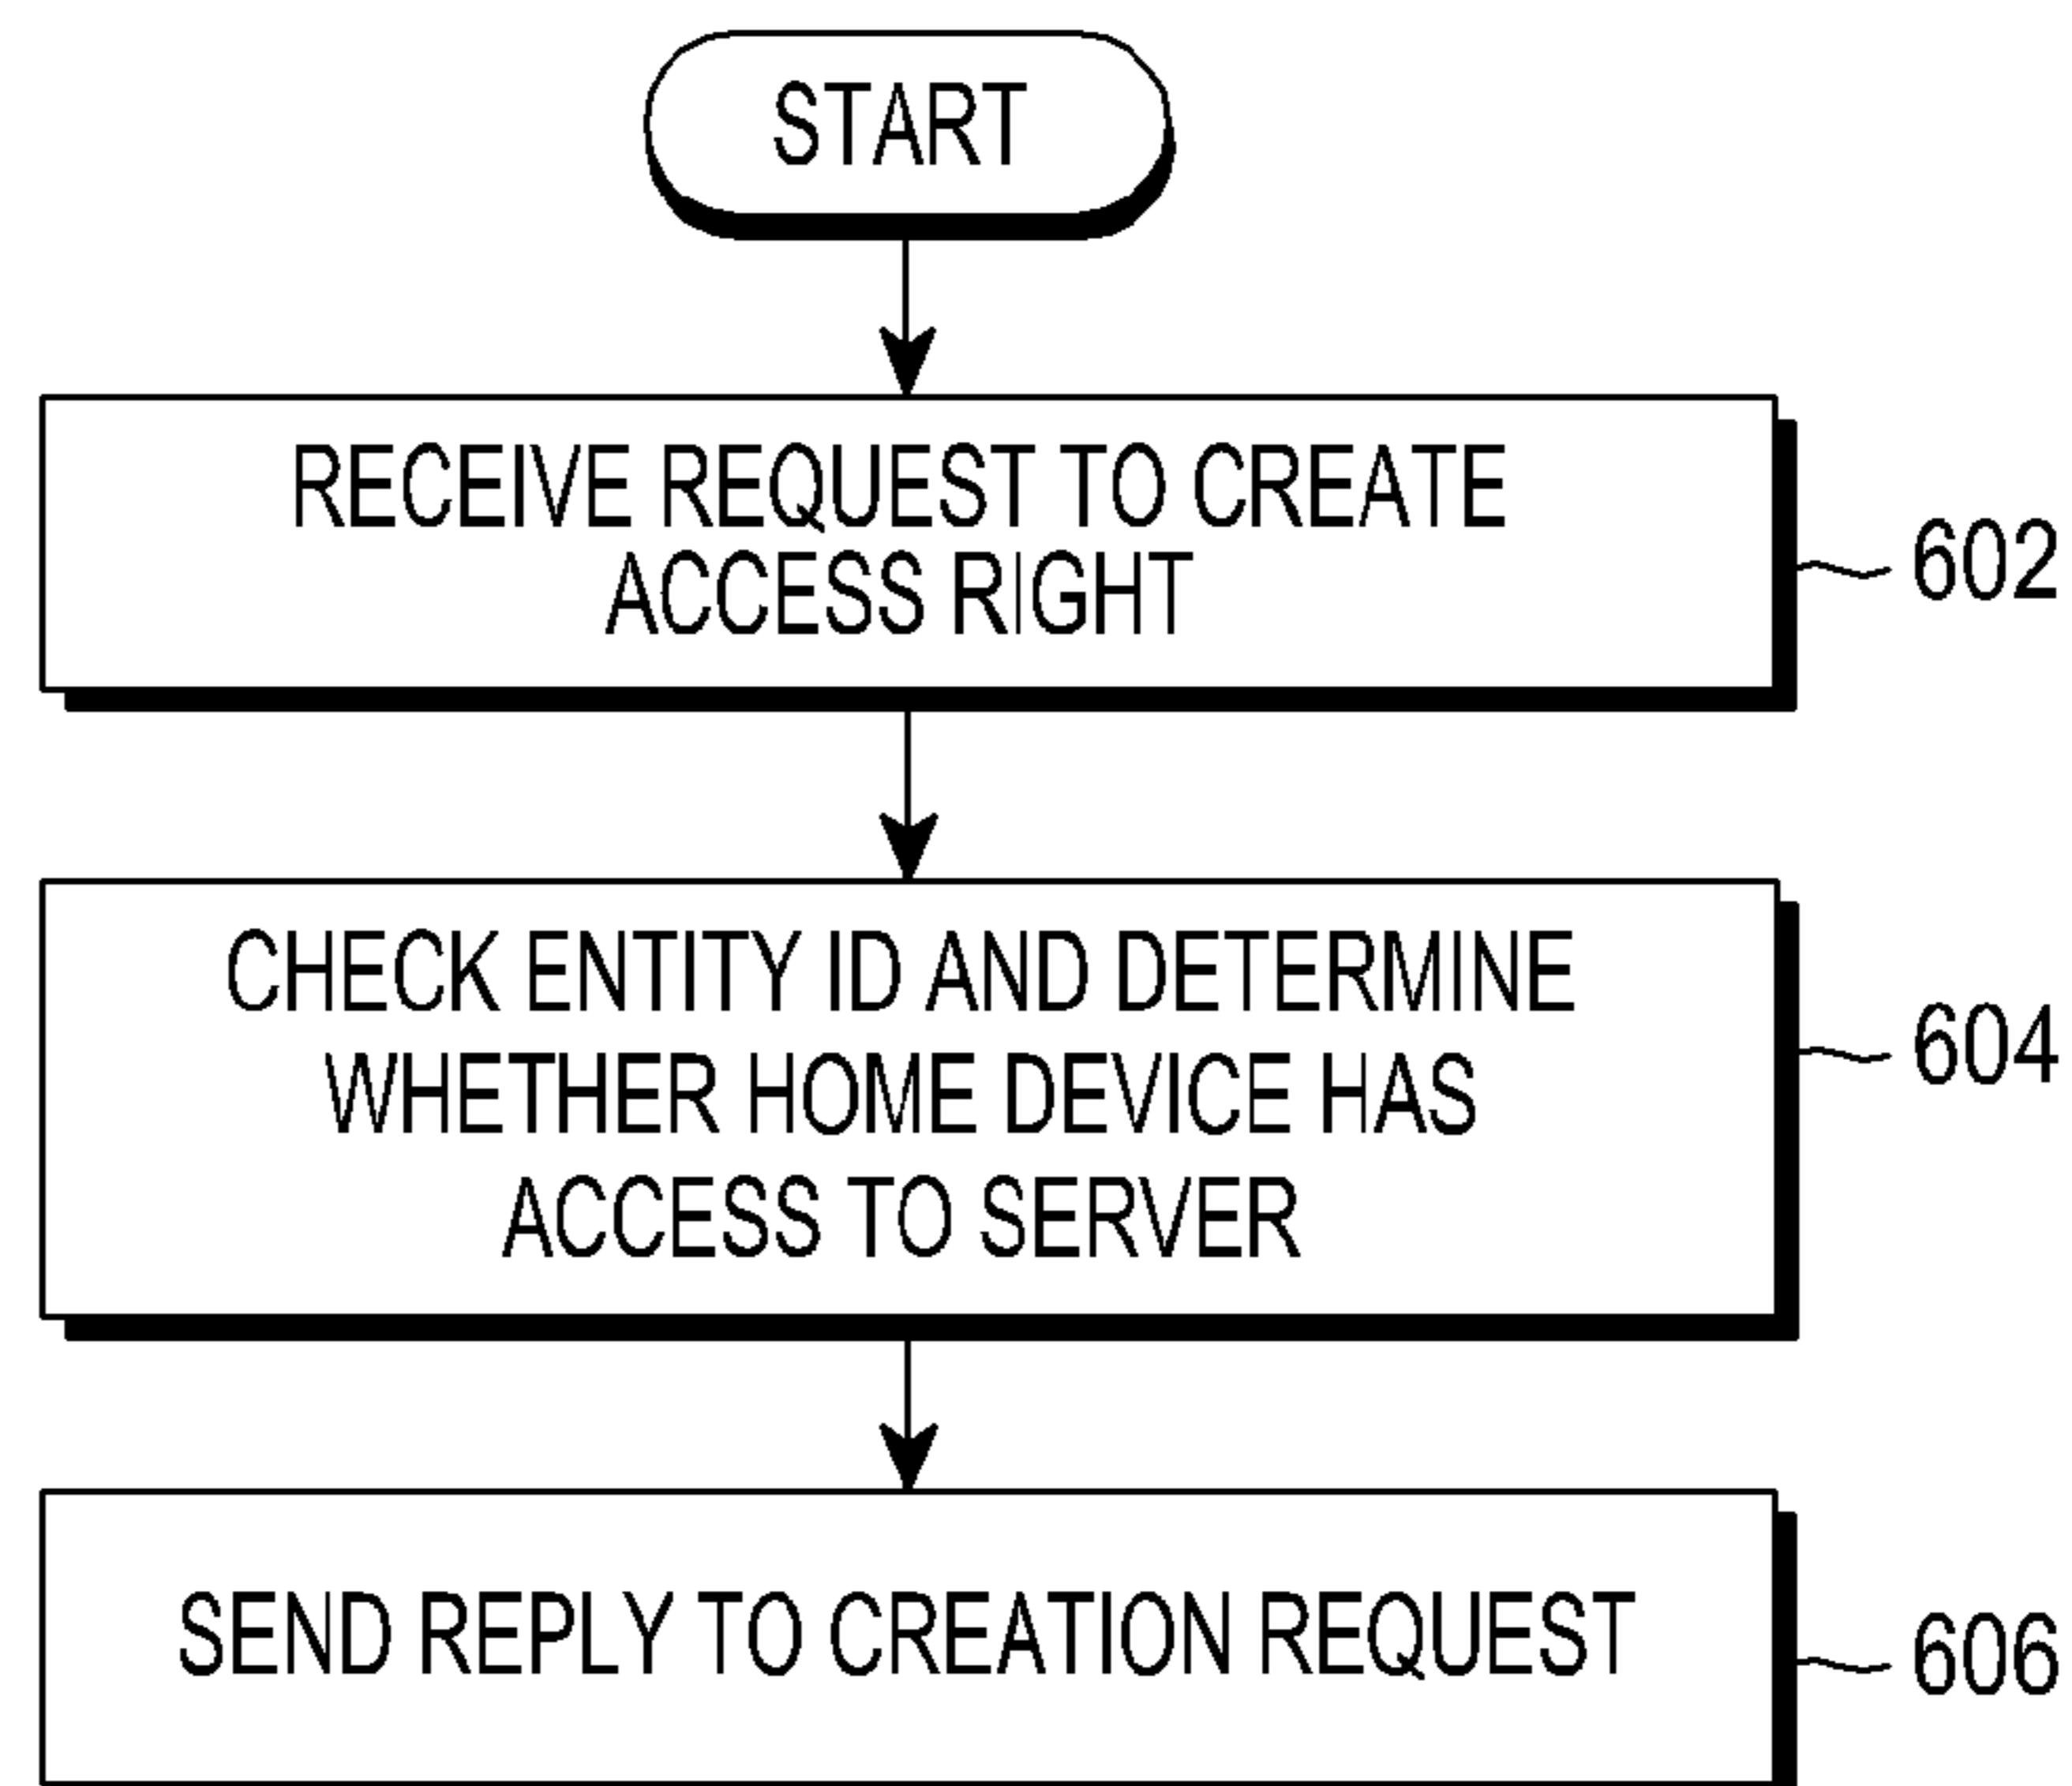 START
RECEIVE REQUEST TO CREATE
ACCESS RIGHT
602
CHECK ENTITY ID AND DETERMINE
WHETHER HOME DEVICE HAS
ACCESS TO SERVER
604
SEND REPLY TO CREATION REQUEST
606